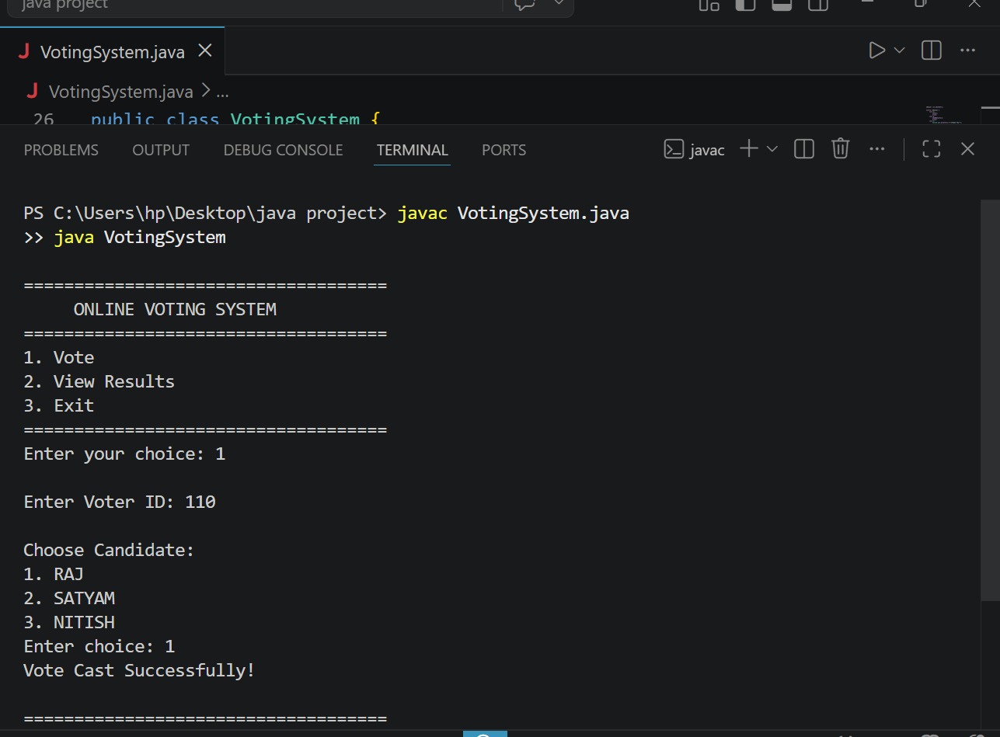 java project
VotingSystem.java
VotingSystem.java > ...
26 public class VotingSystem {
PROBLEMS OUTPUT DEBUG CONSOLE TERMINAL PORTS javac
PS C:\Users\hp\Desktop\java project> javac VotingSystem.java
>> java VotingSystem
====================================
ONLINE VOTING SYSTEM
====================================
1. Vote
2. View Results
3. Exit
====================================
Enter your choice: 1
Enter Voter ID: 110
Choose Candidate:
1. RAJ
2. SATYAM
3. NITISH
Enter choice: 1
Vote Cast Successfully!
====================================